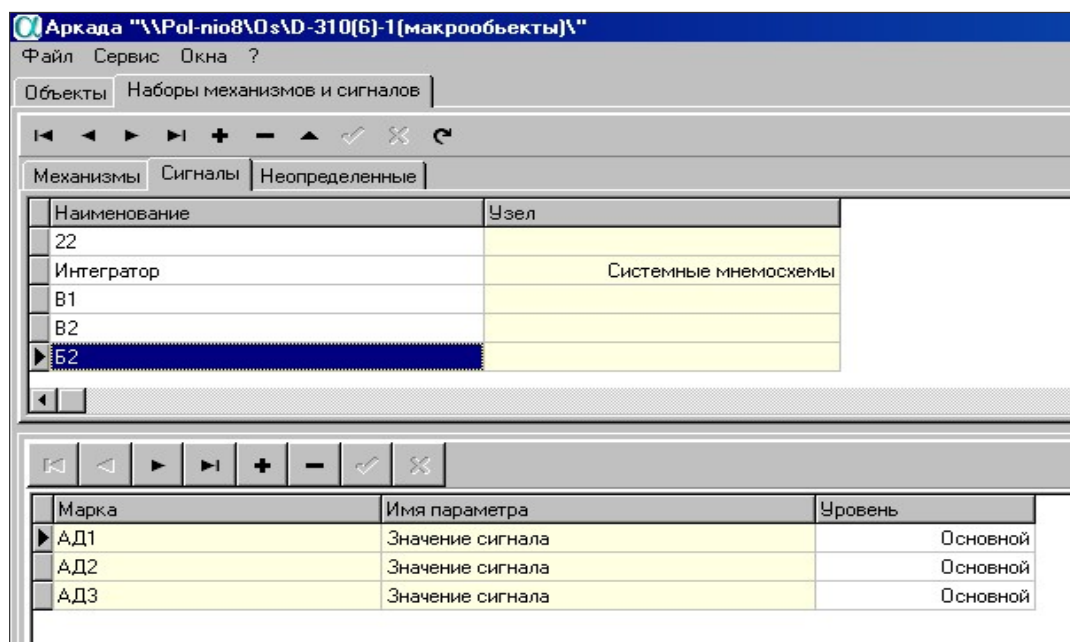 Аркада "\\Pol-nio8\Os\D-310(6)-1(макрообьекты)\"
Файл Сервис Окна ?
Объекты Наборы механизмов и сигналов
Механизмы Сигналы Неопределенные
Наименование Узел
22
Интегратор Системные мнемосхемы
В1
В2
Б2
Марка Имя параметра Уровень
АД1 Значение сигнала Основной
АД2 Значение сигнала Основной
АД3 Значение сигнала Основной